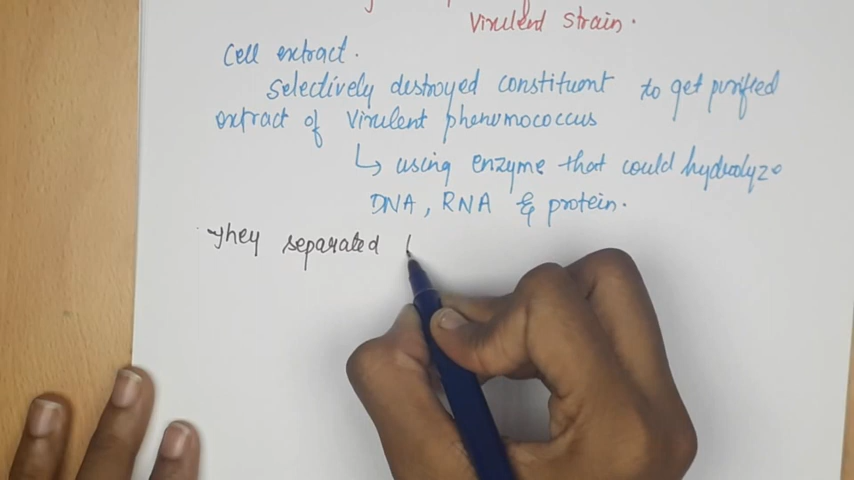 Virulent strain.
Cell extract.
Selectively destroyed constituent to get purified
extract of virulent phenumococcus
↳ using enzyme that could hydrolyze
DNA, RNA & protein.
They separated